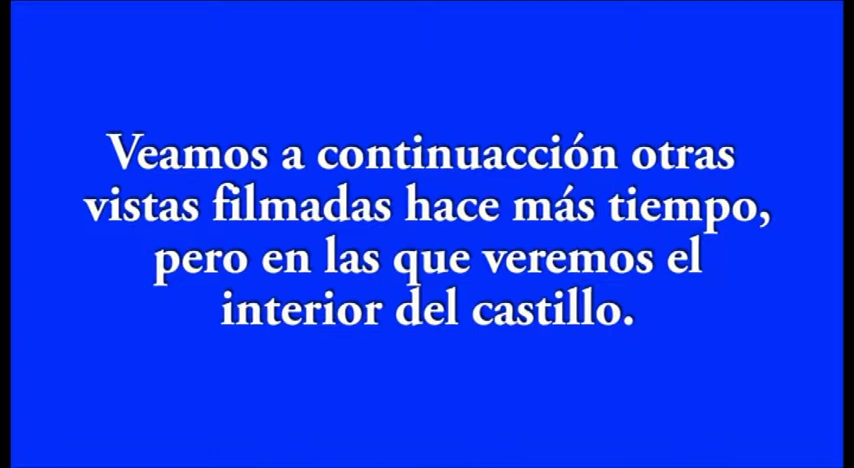 Veamos a continuacción otras
vistas filmadas hace más tiempo,
pero en las que veremos el
interior del castillo.